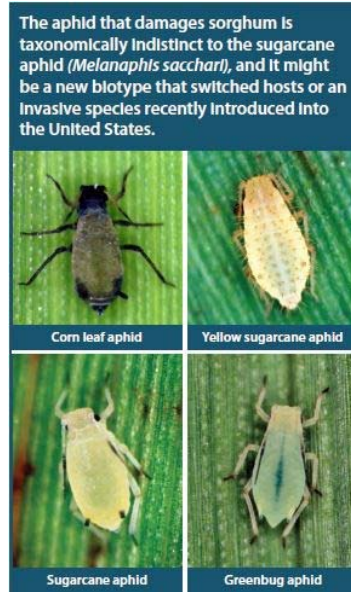 The aphid that damages sorghum is
taxonomically indistinct to the sugarcane
aphid (Melanaphis sacchari), and it might
be a new biotype that switched hosts or an
invasive species recently introduced into
the United States.
Corn leaf aphid
Yellow sugarcane aphid
Sugarcane aphid
Greenbug aphid